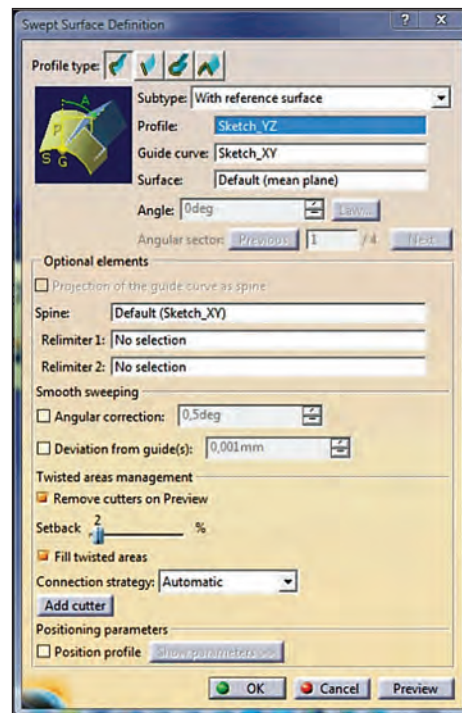 Swept Surface Definition
Profile type:
Subtype: With reference surface
Profile: Sketch_YZ
Guide curve: Sketch_XY
Surface: Default (mean plane)
Angle: 0deg Law...
Angular sector: Previous 1 / 4 Next
A
P
S G
Optional elements
Projection of the guide curve as spine
Spine: Default (Sketch_XY)
Relimiter 1: No selection
Relimiter 2: No selection
Smooth sweeping
Angular correction: 0,5deg
Deviation from guide(s): 0,001mm
Twisted areas management
Remove cutters on Preview
Setback 2 %
Fill twisted areas
Connection strategy: Automatic
Add cutter
Positioning parameters
Position profile Show parameters >>
OK Cancel Preview